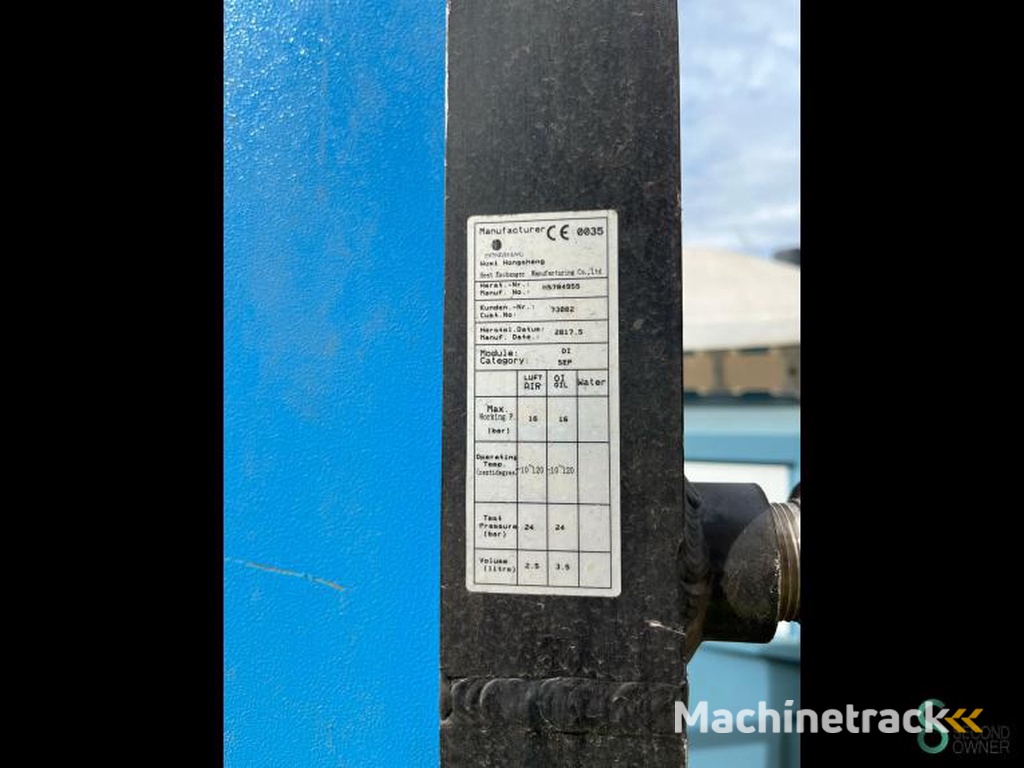 Manufacturer CE 0035
Wuxi Hongsheng
Heat Exchanger Manufacturing Co.,Ltd
Herst.-Nr.:
Manuf. No.: HS784955
Kunden.-Nr.:
Cust.No: 73082
Herstel.Datum:
Manuf. Date.: 2017.5
Module: OI
Category: SEP
LUFT AIR OI OIL Water
Max.
Working P. 16 16
(bar)
Operating
Temp. -10~120 -10~120
(centidegree)
Test
Pressure 24 24
(bar)
Volume 2.5 3.5
(litre)
Machinetrack
SECOND
OWNER